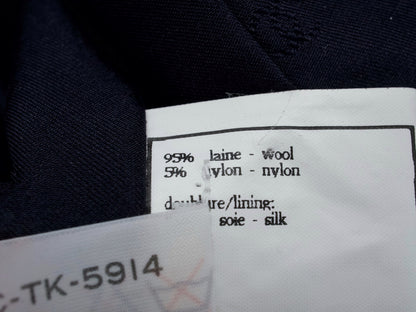 95% laine - wool
5% nylon - nylon
doublure/lining:
soie - silk
C-TK-5914